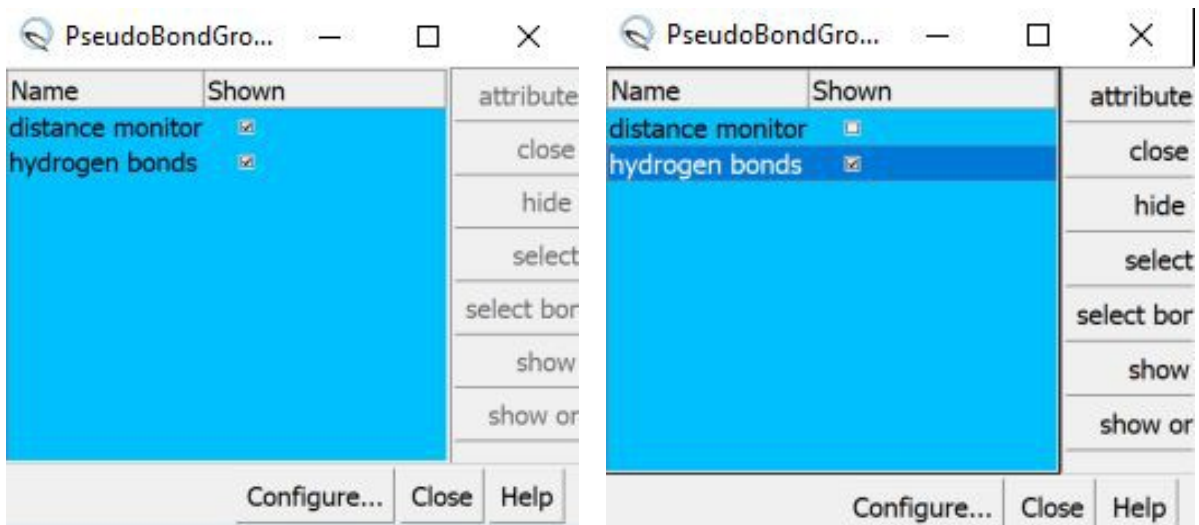 PseudoBondGro...
Name Shown
distance monitor
hydrogen bonds
attribute
close
hide
select
select bor
show
show or
Configure... Close Help
PseudoBondGro...
Name Shown
distance monitor
hydrogen bonds
attribute
close
hide
select
select bor
show
show or
Configure... Close Help